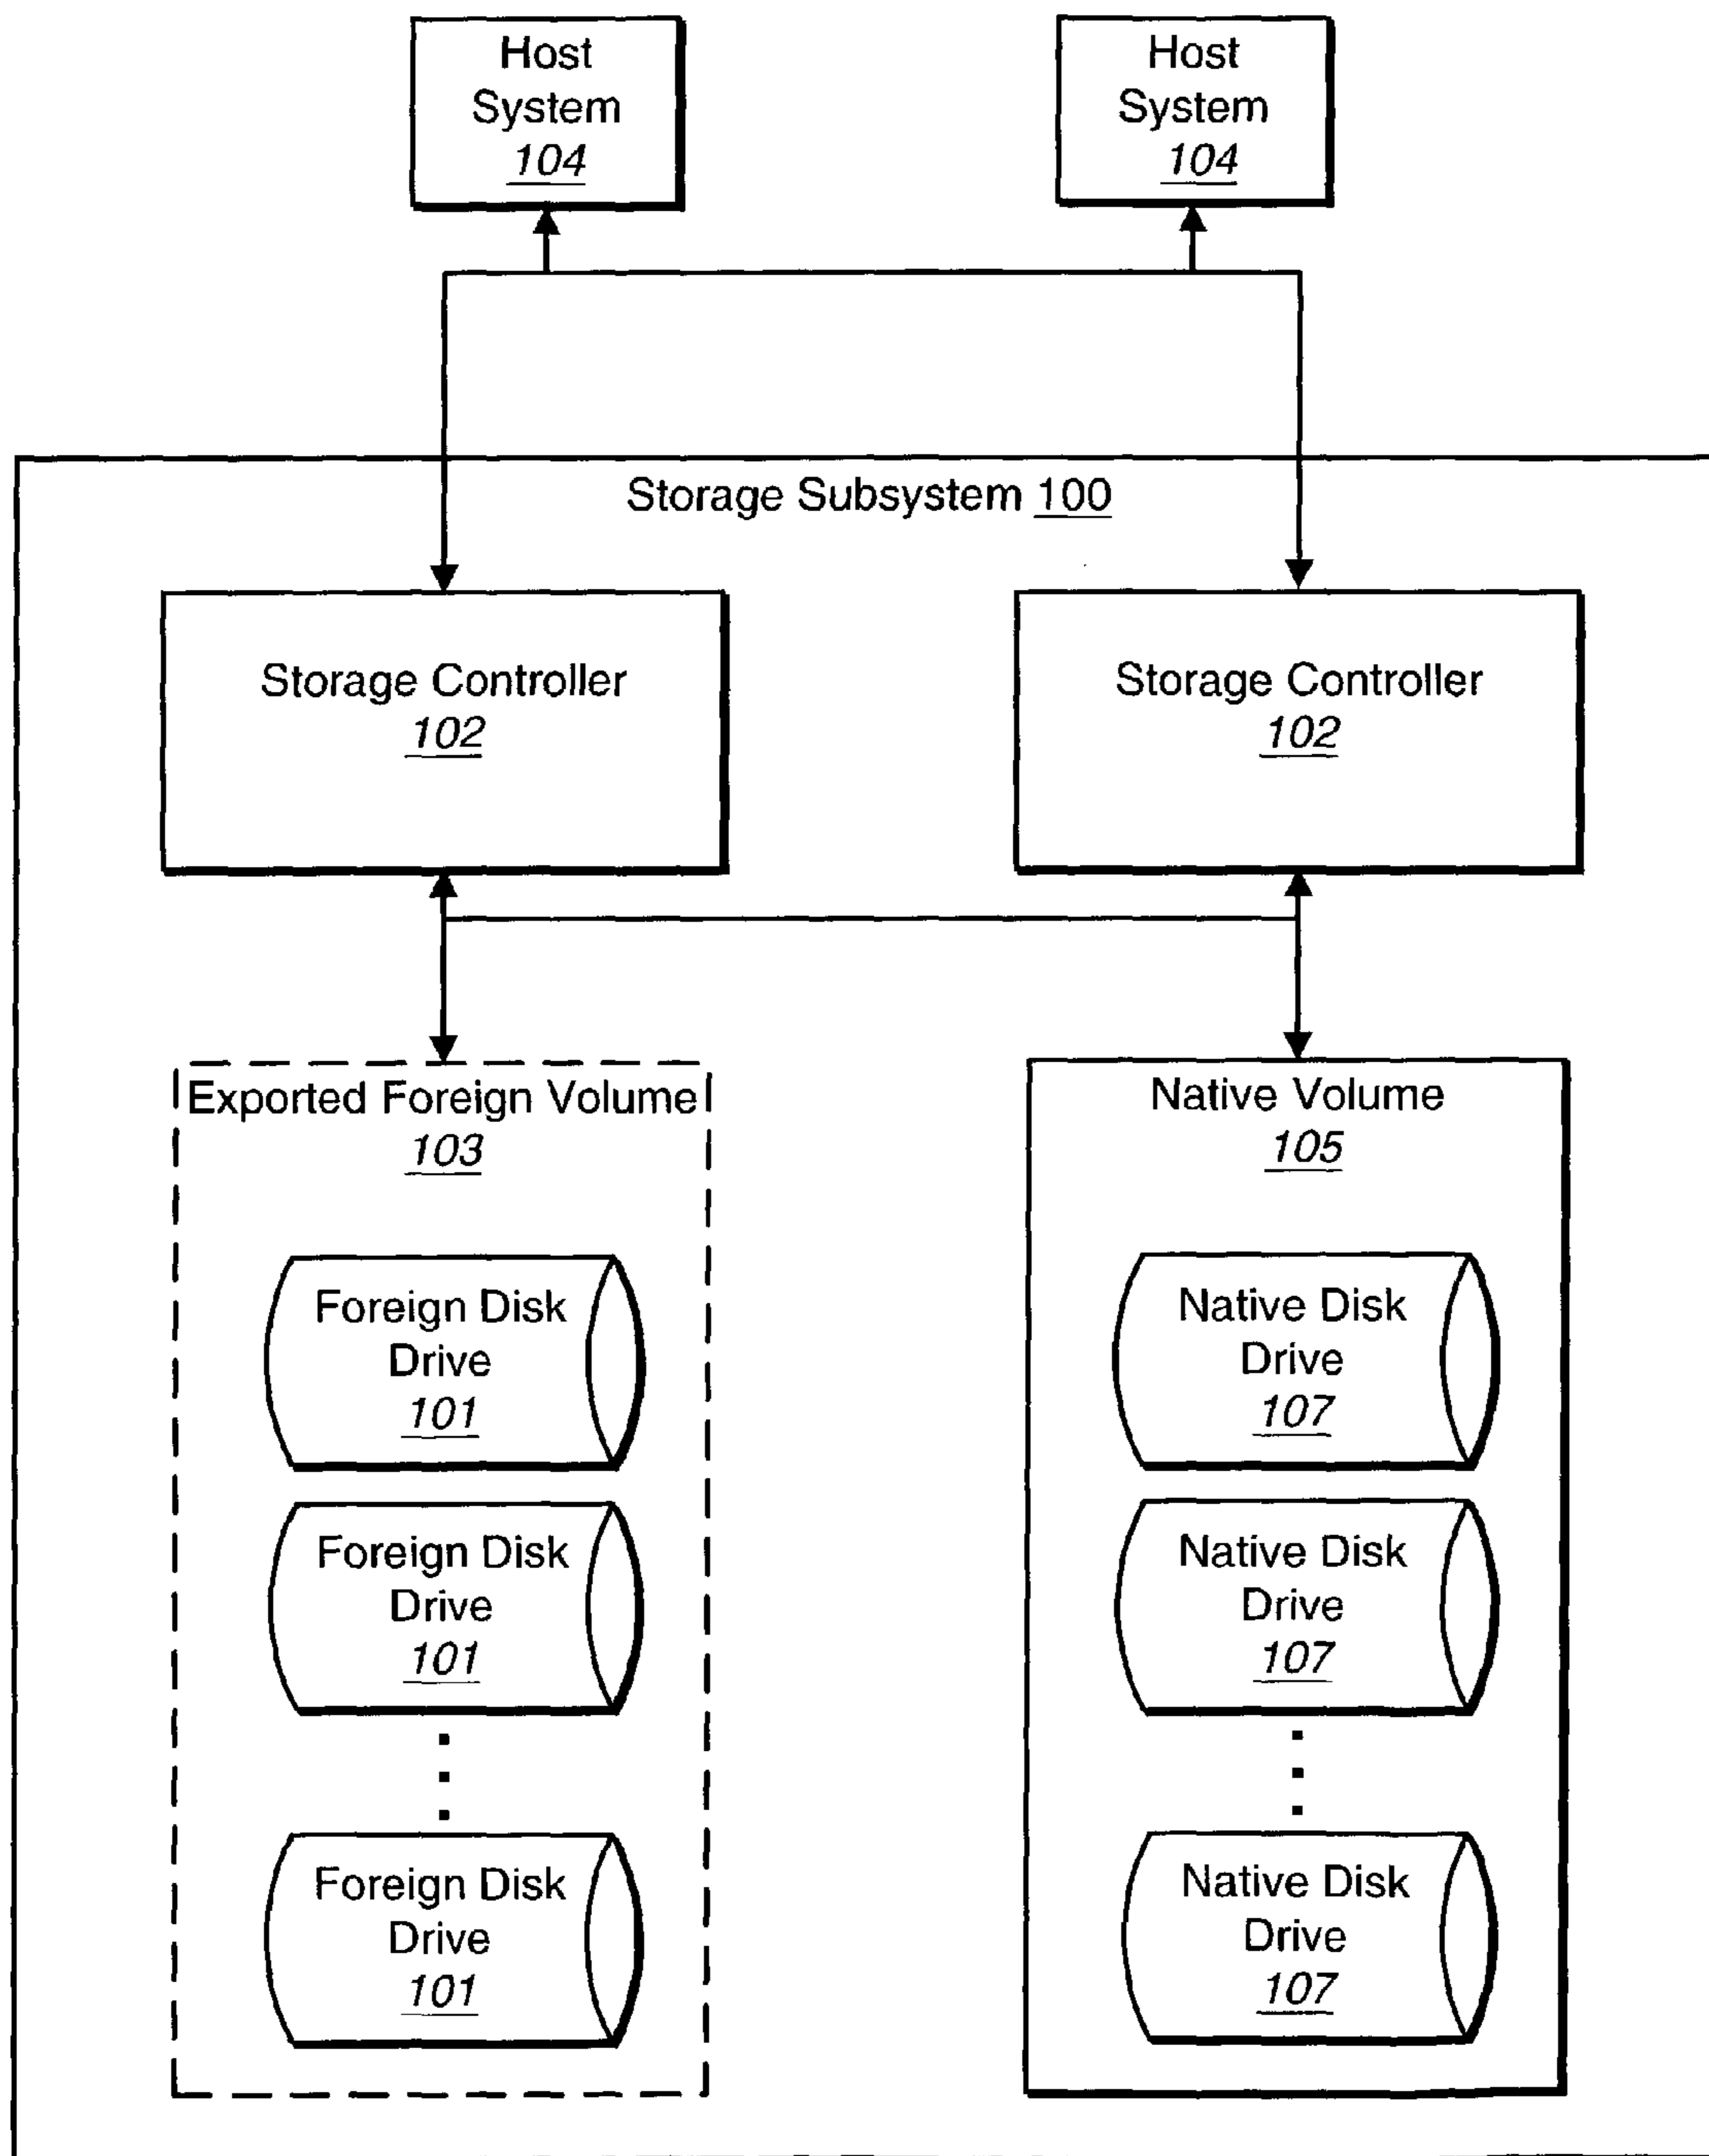 Host
System
104
Host
System
104
Storage Subsystem 100
Storage Controller
102
Storage Controller
102
Exported Foreign Volume
103
Foreign Disk
Drive
101
Foreign Disk
Drive
101
Foreign Disk
Drive
101
Native Volume
105
Native Disk
Drive
107
Native Disk
Drive
107
Native Disk
Drive
107